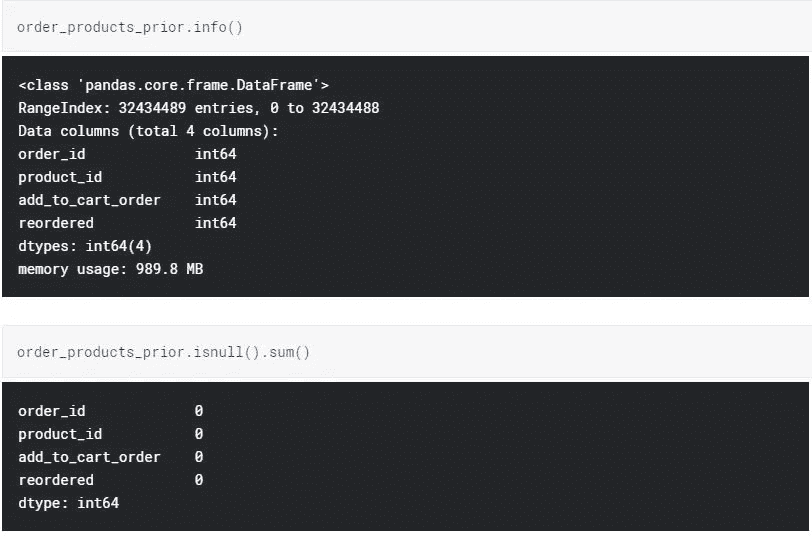 order_products_prior.info()
<class 'pandas.core.frame.DataFrame'>
RangeIndex: 32434489 entries, 0 to 32434488
Data columns (total 4 columns):
order_id             int64
product_id           int64
add_to_cart_order    int64
reordered            int64
dtypes: int64(4)
memory usage: 989.8 MB
order_products_prior.isnull().sum()
order_id             0
product_id           0
add_to_cart_order    0
reordered            0
dtype: int64